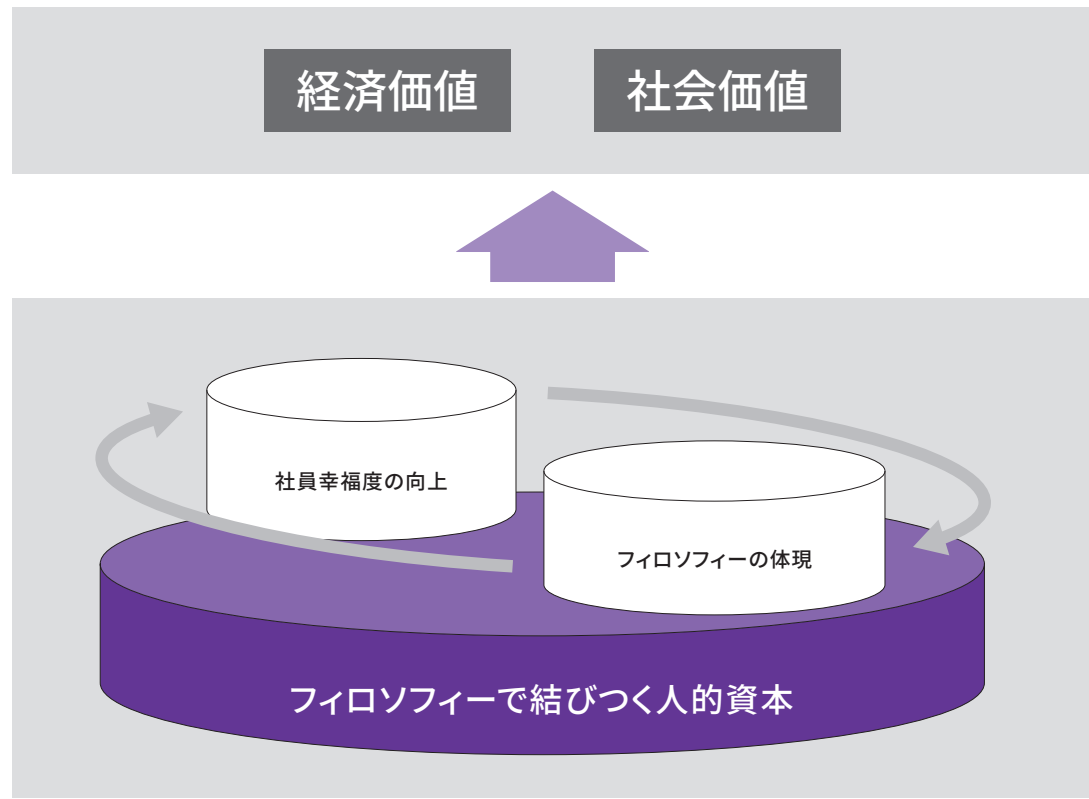 経済価値
社会価値
社員幸福度の向上
フィロソフィーの体現
フィロソフィーで結びつく人的資本